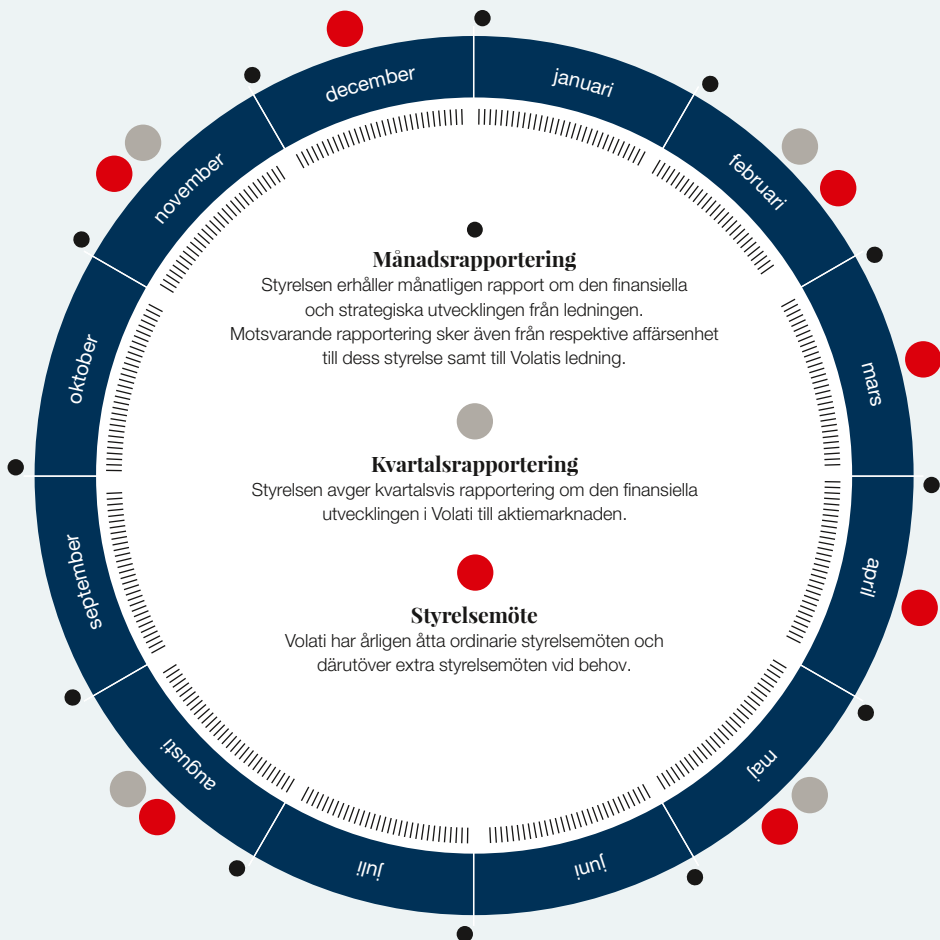 januari
februari
mars
april
maj
juni
juli
augusti
september
oktober
november
december
Månadsrapportering
Styrelsen erhåller månatligen rapport om den finansiella
och strategiska utvecklingen från ledningen.
Motsvarande rapportering sker även från respektive affärsenhet
till dess styrelse samt till Volatis ledning.
Kvartalsrapportering
Styrelsen avger kvartalsvis rapportering om den finansiella
utvecklingen i Volati till aktiemarknaden.
Styrelsemöte
Volati har årligen åtta ordinarie styrelsemöten och
därutöver extra styrelsemöten vid behov.